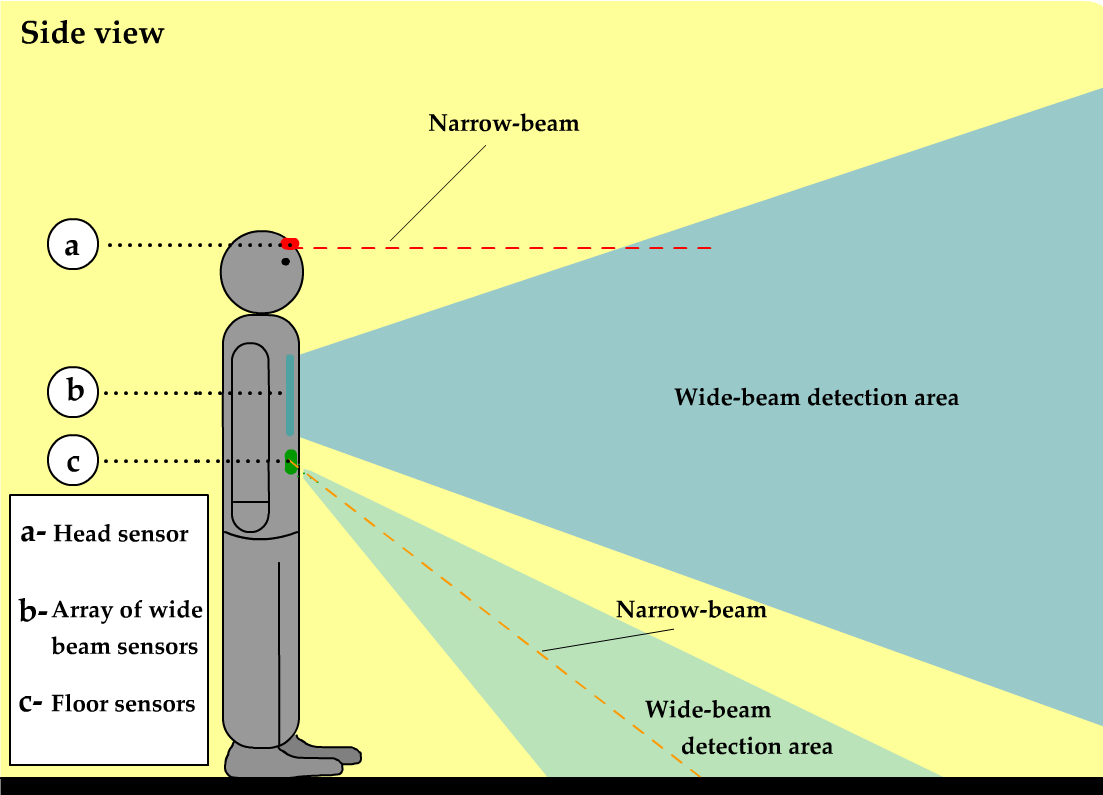 Side view
Narrow-beam
a
b
Wide-beam detection area
c
a- Head sensor
b- Array of wide
beam sensors
c- Floor sensors
Narrow-beam
Wide-beam
detection area